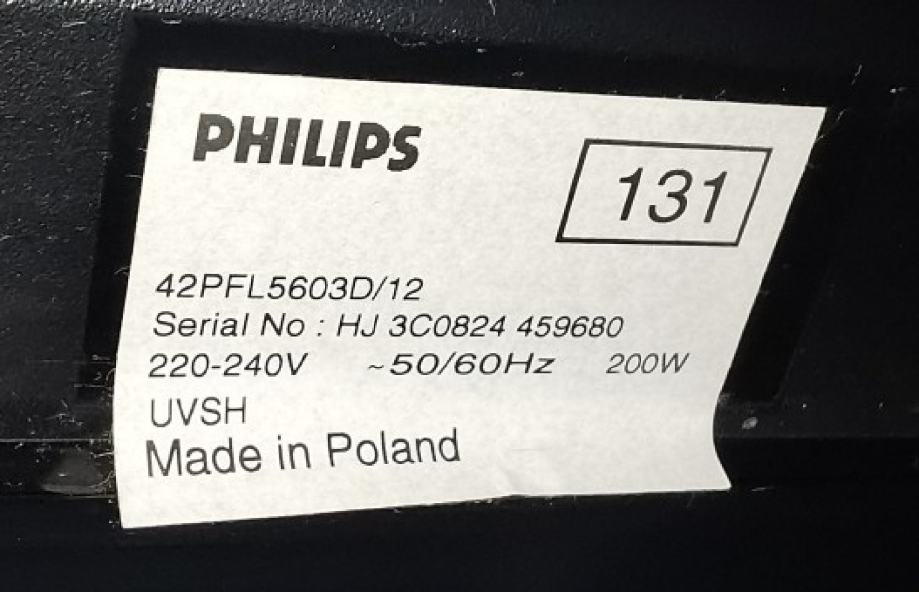 PHILIPS
131
42PFL5603D/12
Serial No : HJ 3C0824 459680
220-240V ~50/60Hz 200W
UVSH
Made in Poland